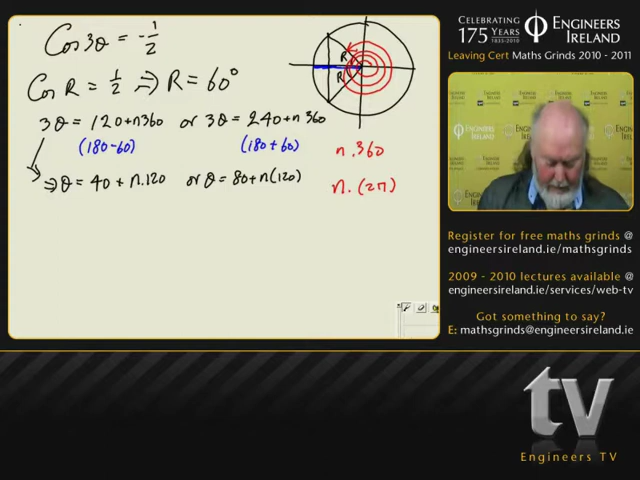 Cos3θ = -1/2
Cos R = 1/2 ⇒ R = 60°
3θ = 120+n360 or 3θ = 240+n360
(180-60) (180+60)
⇒ θ = 40 + n.120 or θ = 80+n(120)
R
R
n.360
n.(2π)
CELEBRATING
175 YEARS
1835-2010
ENGINEERS
IRELAND
Leaving Cert Maths Grinds 2010 - 2011
Register for free maths grinds @
engineersireland.ie/mathsgrinds
2009 - 2010 lectures available @
engineersireland.ie/services/web-tv
Got something to say?
E: mathsgrinds@engineersireland.ie
tv
Engineers TV